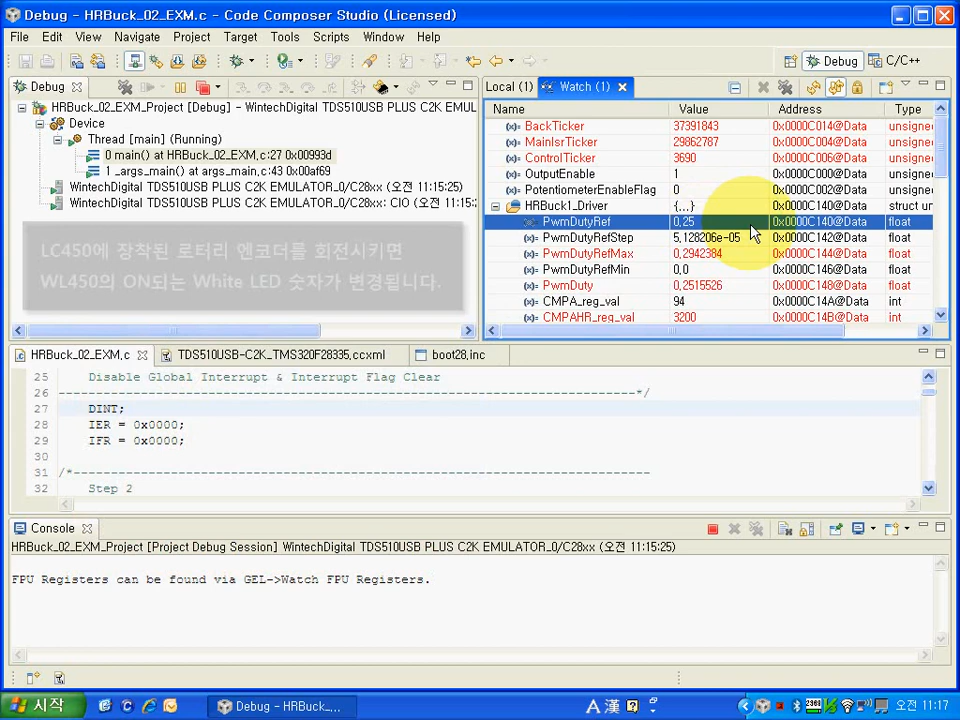 Debug - HRBuck_02_EXM.c - Code Composer Studio (Licensed)
File Edit View Navigate Project Target Tools Scripts Window Help
Debug C/C++
Debug
Local (1) Watch (1)
HRBuck_02_EXM_Project [Debug] - WintechDigital TDS510USB PLUS C2K EMUL
Device
Thread [main] (Running)
0 main() at HRBuck_02_EXM,c:27 0x00993d
1 _args_main() at args_main,c:43 0x00af69
WintechDigital TDS510USB PLUS C2K EMULATOR_0/C28xx (오전 11:15:25)
WintechDigital TDS510USB PLUS C2K EMULATOR_0/C28xx: CIO (오전 11:15:25)
LC450에 장착된 로터리 엔코더를 회전시키면
WL450의 ON되는 White LED 숫자가 변경됩니다.
Name Value Address Type
BackTicker 37391843 0x0000C014@Data unsigne
MainIsrTicker 29862787 0x0000C008@Data unsigne
ControlTicker 3690 0x0000C006@Data unsigne
OutputEnable 1 0x0000C000@Data unsigne
PotentiometerEnableFlag 0 0x0000C002@Data unsigne
HRBuck1_Driver {...} 0x0000C140@Data struct un
PwmDutyRef 0,25 0x0000C140@Data float
PwmDutyRefStep 5,128206e-05 0x0000C142@Data float
PwmDutyRefMax 0,2942384 0x0000C144@Data float
PwmDutyRefMin 0,0 0x0000C146@Data float
PwmDuty 0,2515526 0x0000C148@Data float
CMPA_reg_val 94 0x0000C14A@Data int
CMPAHR_reg_val 3200 0x0000C14B@Data int
HRBuck_02_EXM,c TDS510USB-C2K_TMS320F28335,ccxml boot28,inc
25 Disable Global Interrupt & Interrupt Flag Clear
26 -----------------------------------------------------------------------------*/
27 DINT;
28 IER = 0x0000;
29 IFR = 0x0000;
30
31 /*-----------------------------------------------------------------------------
32 Step 2
Console
HRBuck_02_EXM_Project [Project Debug Session] WintechDigital TDS510USB PLUS C2K EMULATOR_0/C28xx (오전 11:15:25)
FPU Registers can be found via GEL->Watch FPU Registers.
시작 Debug - HRBuck_... A 漢 오전 11:17